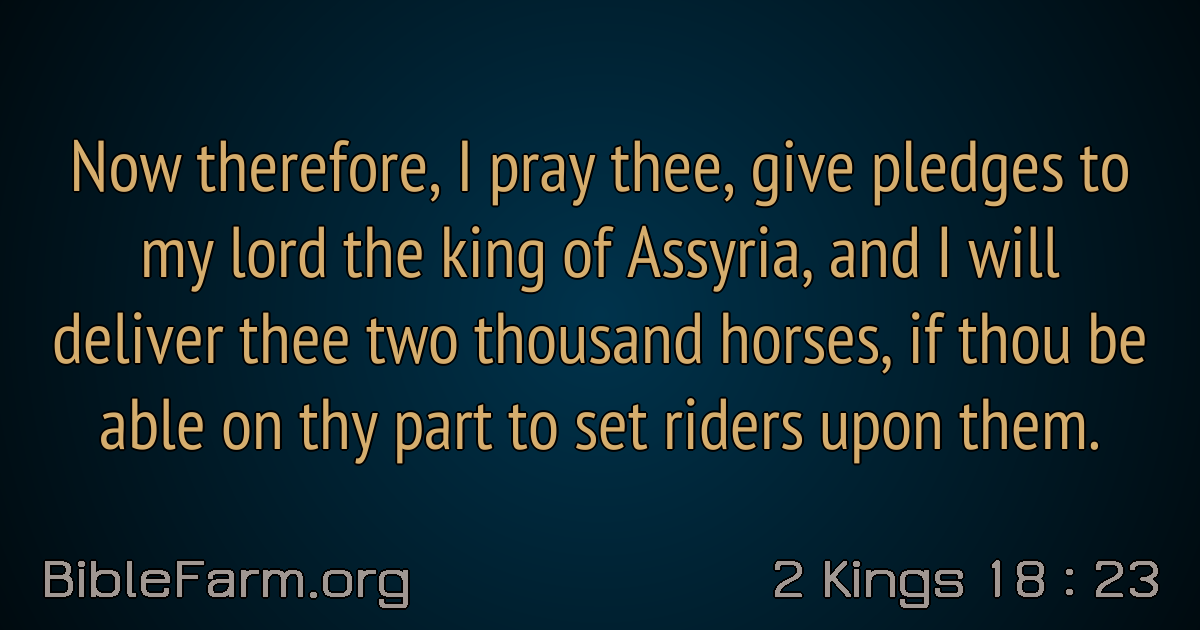 Now therefore, I pray thee, give pledges to
my lord the king of Assyria, and I will
deliver thee two thousand horses, if thou be
able on thy part to set riders upon them.
BibleFarm.org
2 Kings 18 : 23